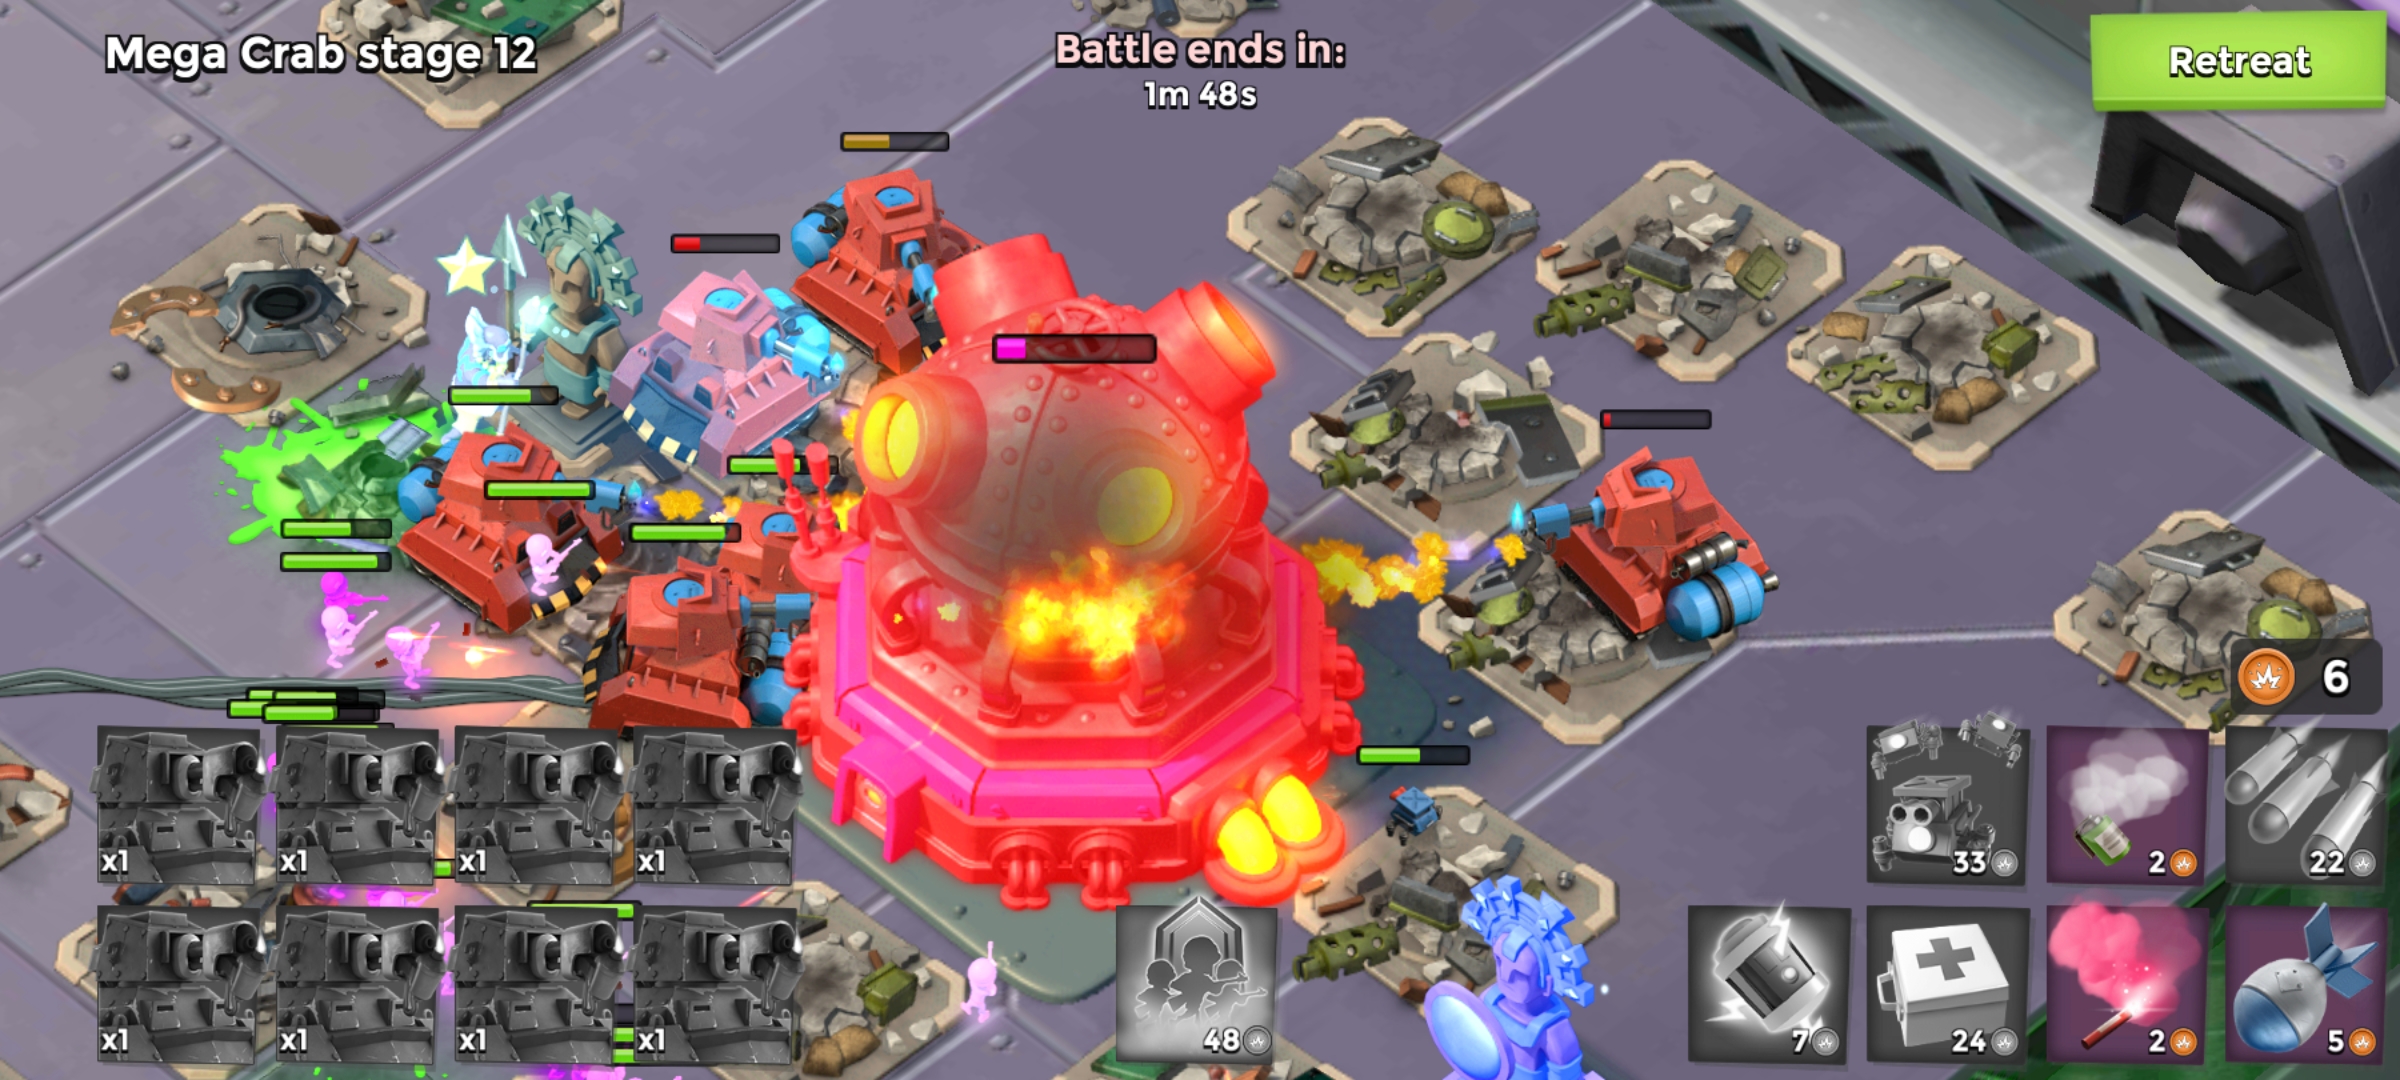 Mega Crab stage 12
Battle ends in:
1m 48s
Retreat
6
x1
x1
x1
x1
33
2
22
x1
x1
x1
x1
48
7
24
2
5